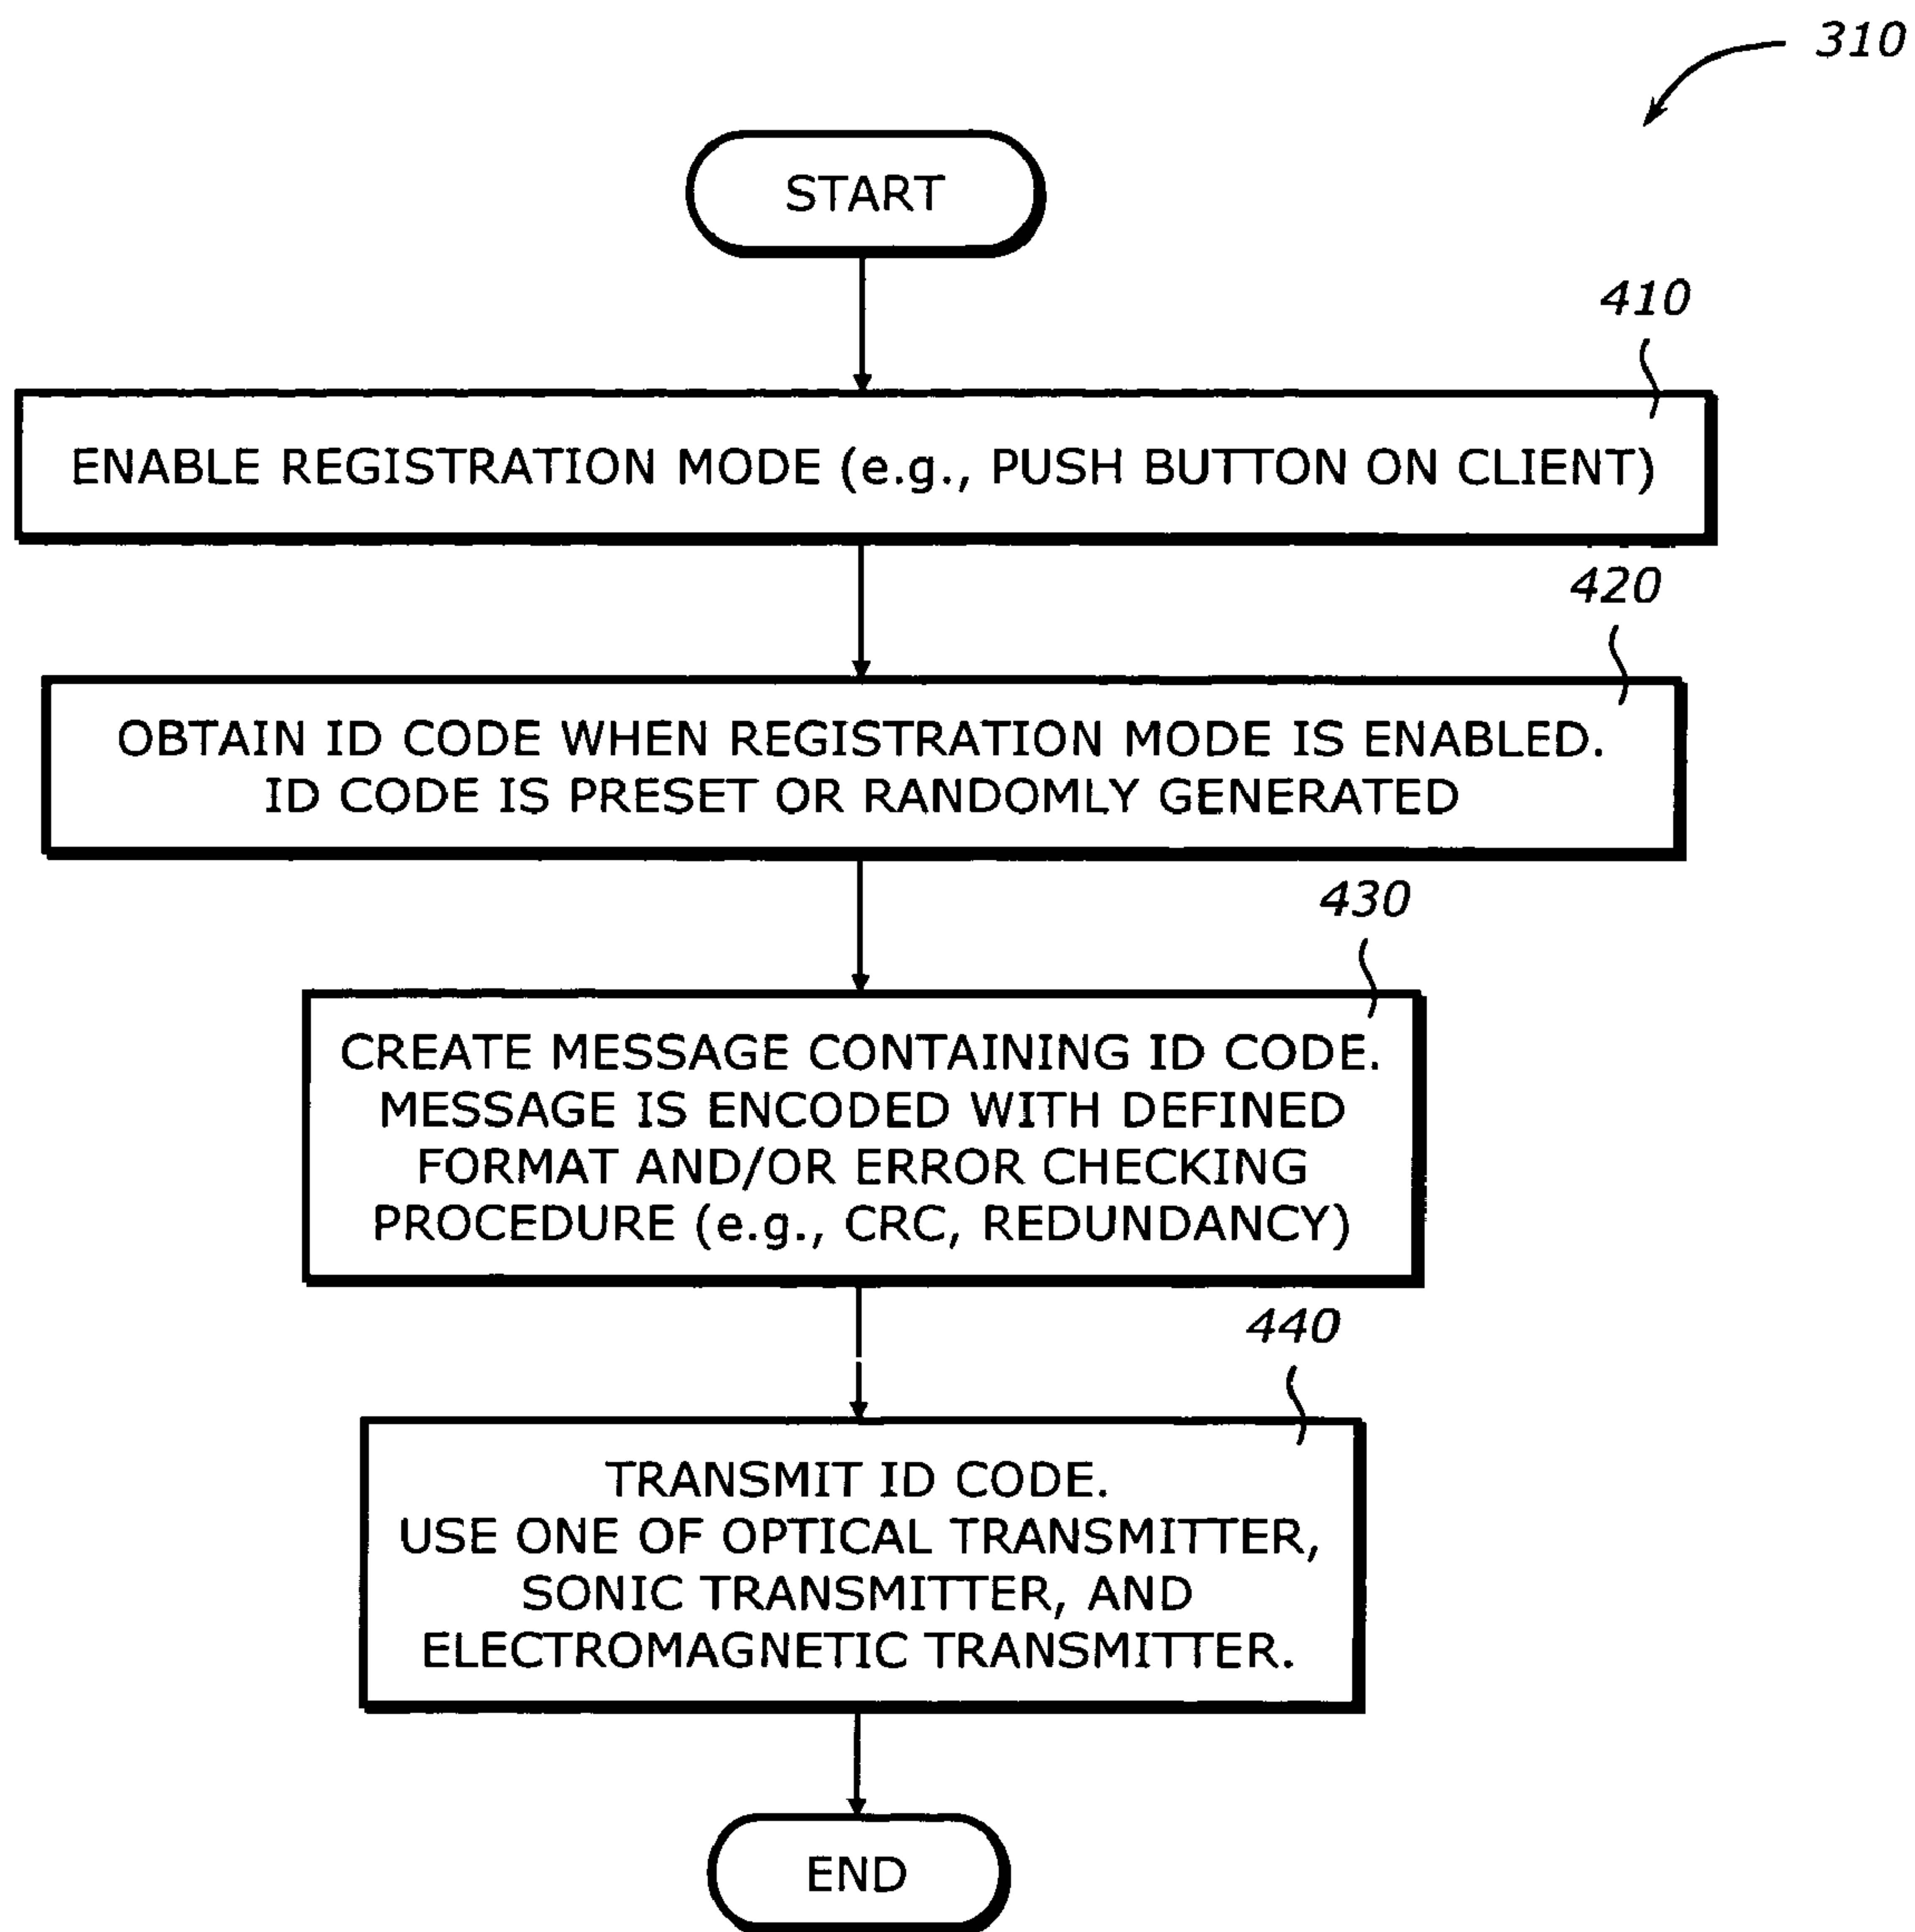 310
START
410
ENABLE REGISTRATION MODE (e.g., PUSH BUTTON ON CLIENT)
420
OBTAIN ID CODE WHEN REGISTRATION MODE IS ENABLED.
ID CODE IS PRESET OR RANDOMLY GENERATED
430
CREATE MESSAGE CONTAINING ID CODE.
MESSAGE IS ENCODED WITH DEFINED
FORMAT AND/OR ERROR CHECKING
PROCEDURE (e.g., CRC, REDUNDANCY)
440
TRANSMIT ID CODE.
USE ONE OF OPTICAL TRANSMITTER,
SONIC TRANSMITTER, AND
ELECTROMAGNETIC TRANSMITTER.
END